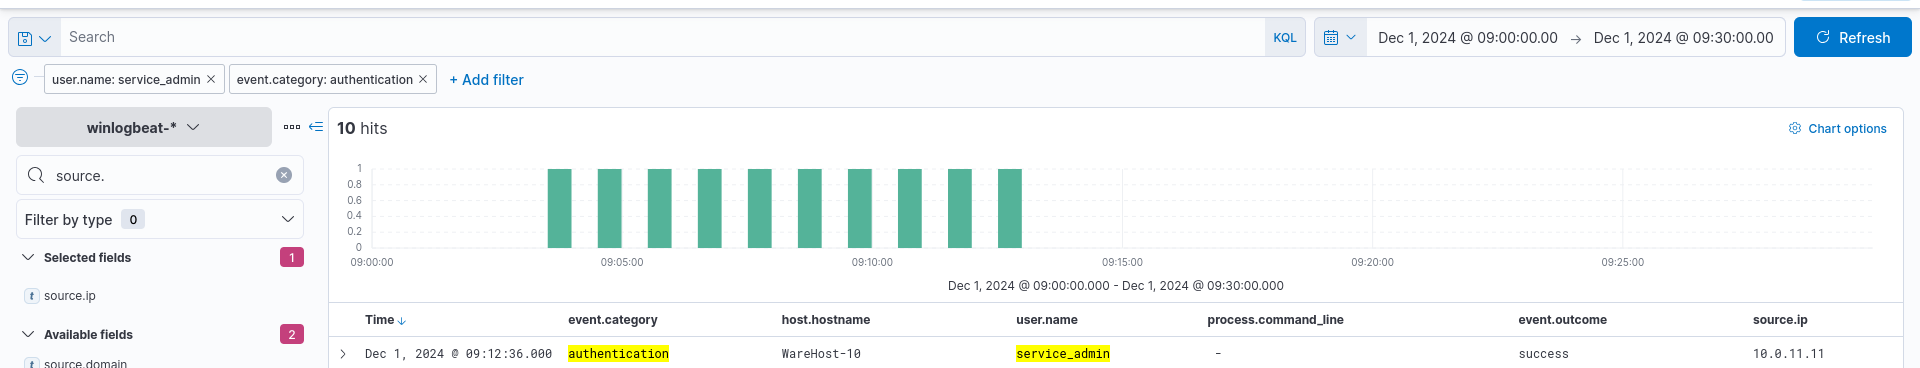 Search
KQL
Dec 1, 2024 @ 09:00:00.00 → Dec 1, 2024 @ 09:30:00.00
Refresh
user.name: service_admin ×
event.category: authentication ×
+ Add filter
winlogbeat-*
10 hits
Chart options
source.
Filter by type 0
Selected fields 1
t source.ip
Available fields 2
source.domain
1
0.8
0.6
0.4
0.2
0
09:00:00 09:05:00 09:10:00 09:15:00 09:20:00 09:25:00
Dec 1, 2024 @ 09:00:00.000 - Dec 1, 2024 @ 09:30:00.000
Time ↓ event.category host.hostname user.name process.command_line event.outcome source.ip
Dec 1, 2024 @ 09:12:36.000 authentication WareHost-10 service_admin - success 10.0.11.11